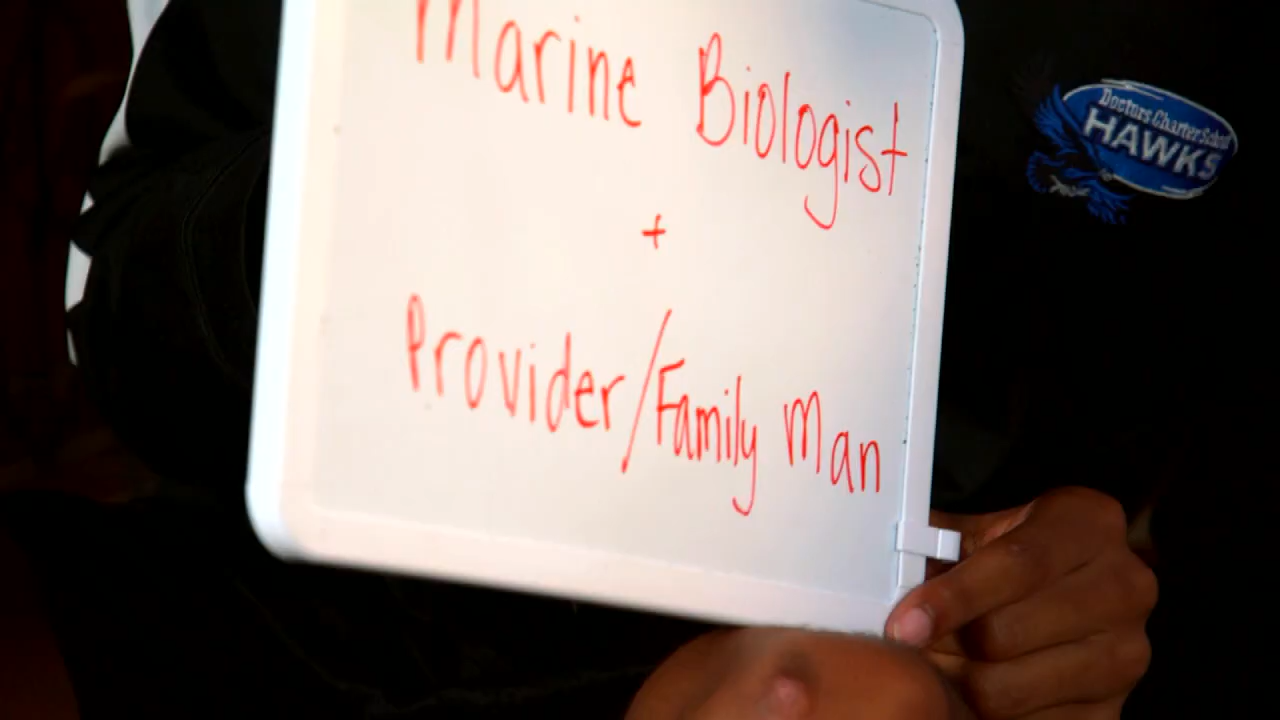 Marine Biologist
+
Provider/Family Man
Doctors Charter School
HAWKS